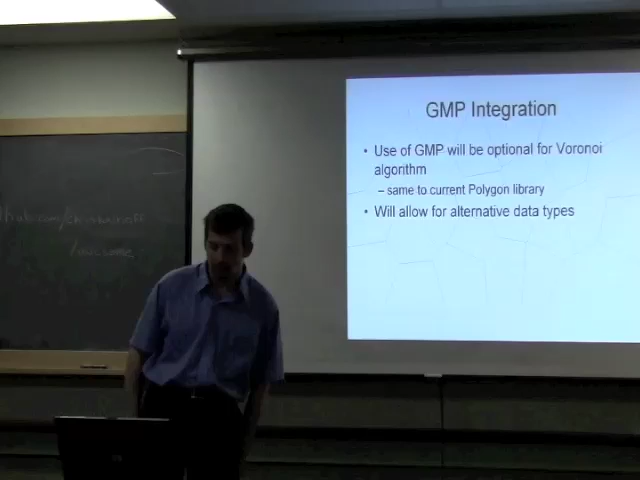 GMP Integration
• Use of GMP will be optional for Voronoi
algorithm
– same to current Polygon library
• Will allow for alternative data types
/awesome